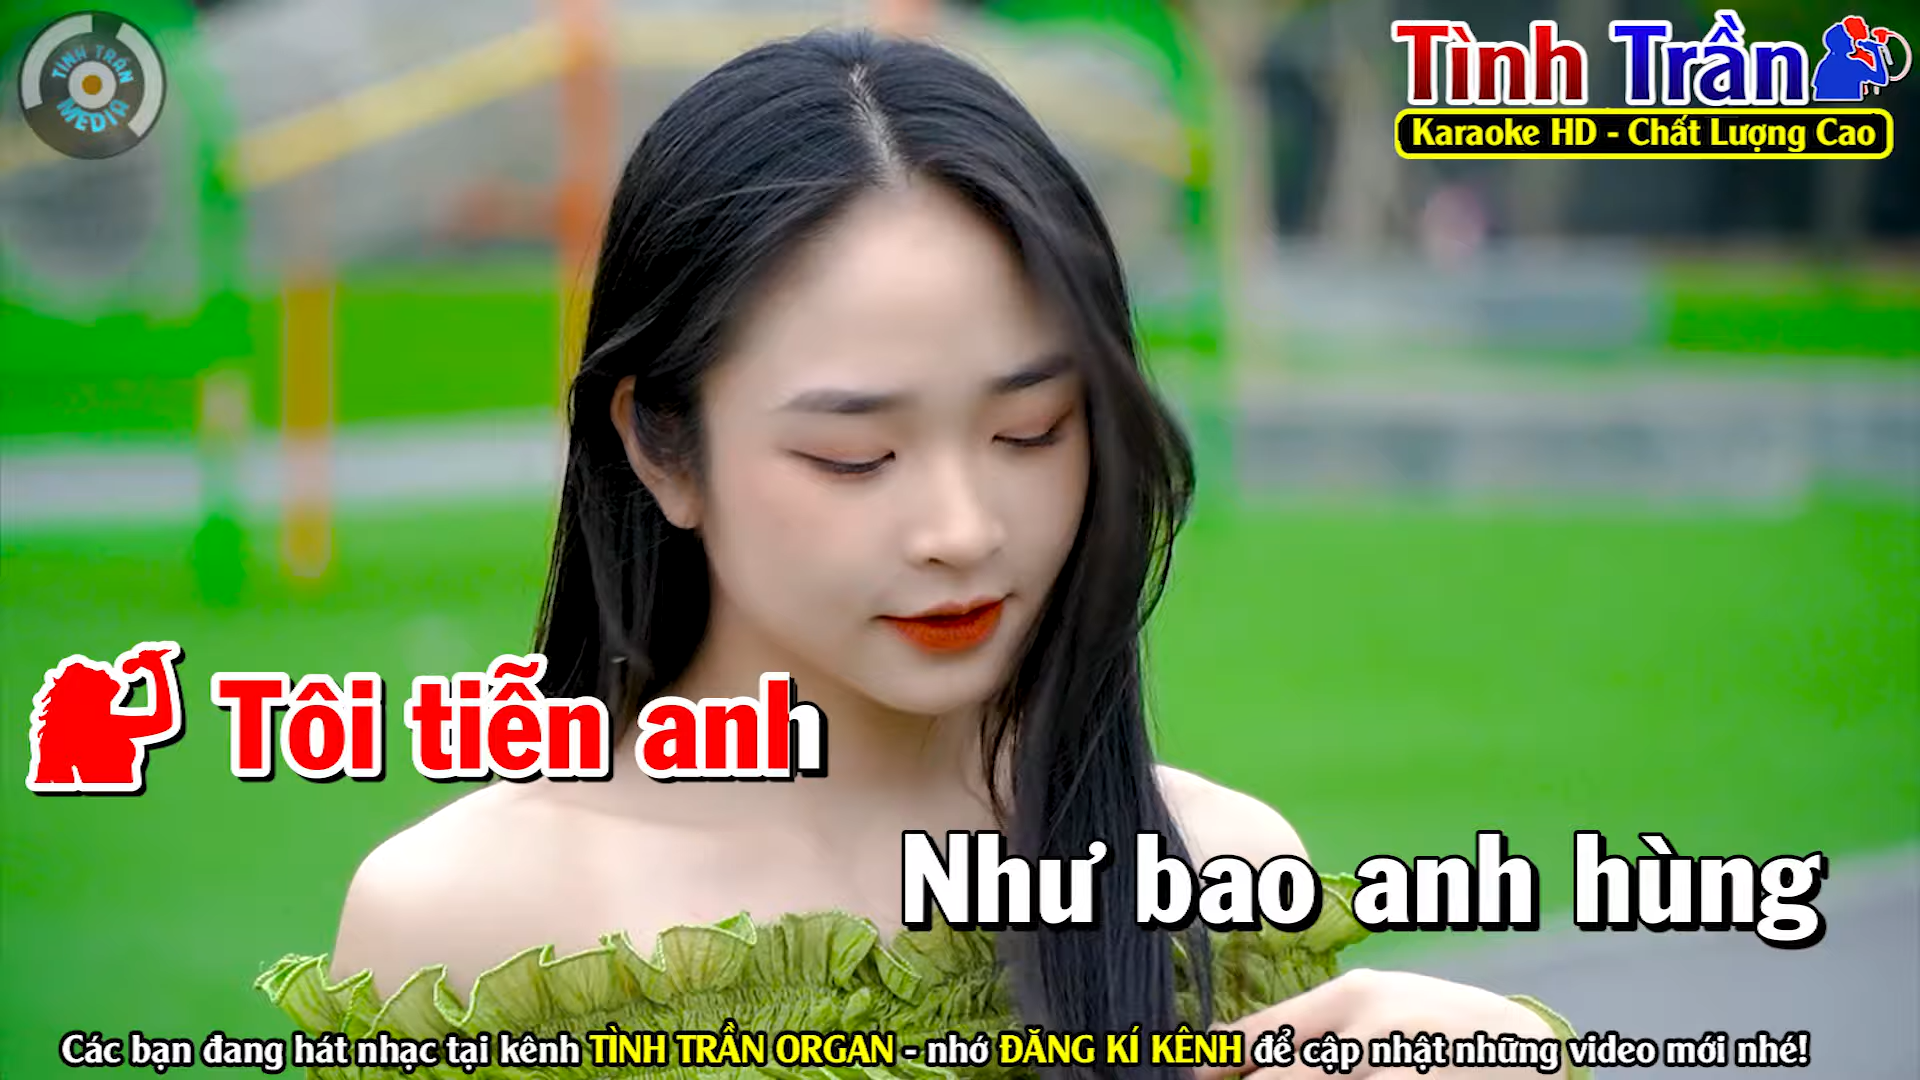 TÌNH TRẦN
MEDIA
Tình Trần
Karaoke HD - Chất Lượng Cao
Tôi tiễn anh
Như bao anh hùng
Các bạn đang hát nhạc tại kênh TÌNH TRẦN ORGAN - nhớ ĐĂNG KÍ KÊNH để cập nhật những video mới nhé!